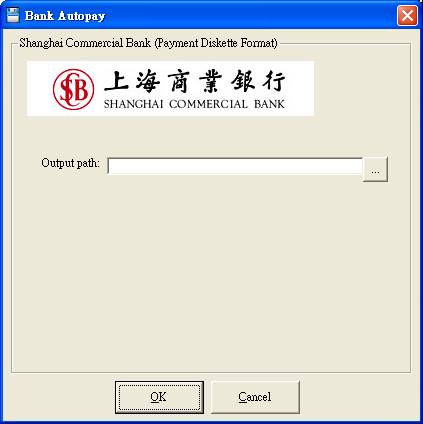 Bank Autopay
Shanghai Commercial Bank (Payment Diskette Format)
SCB
上海商業銀行
SHANGHAI COMMERCIAL BANK
Output path:
...
OK
Cancel